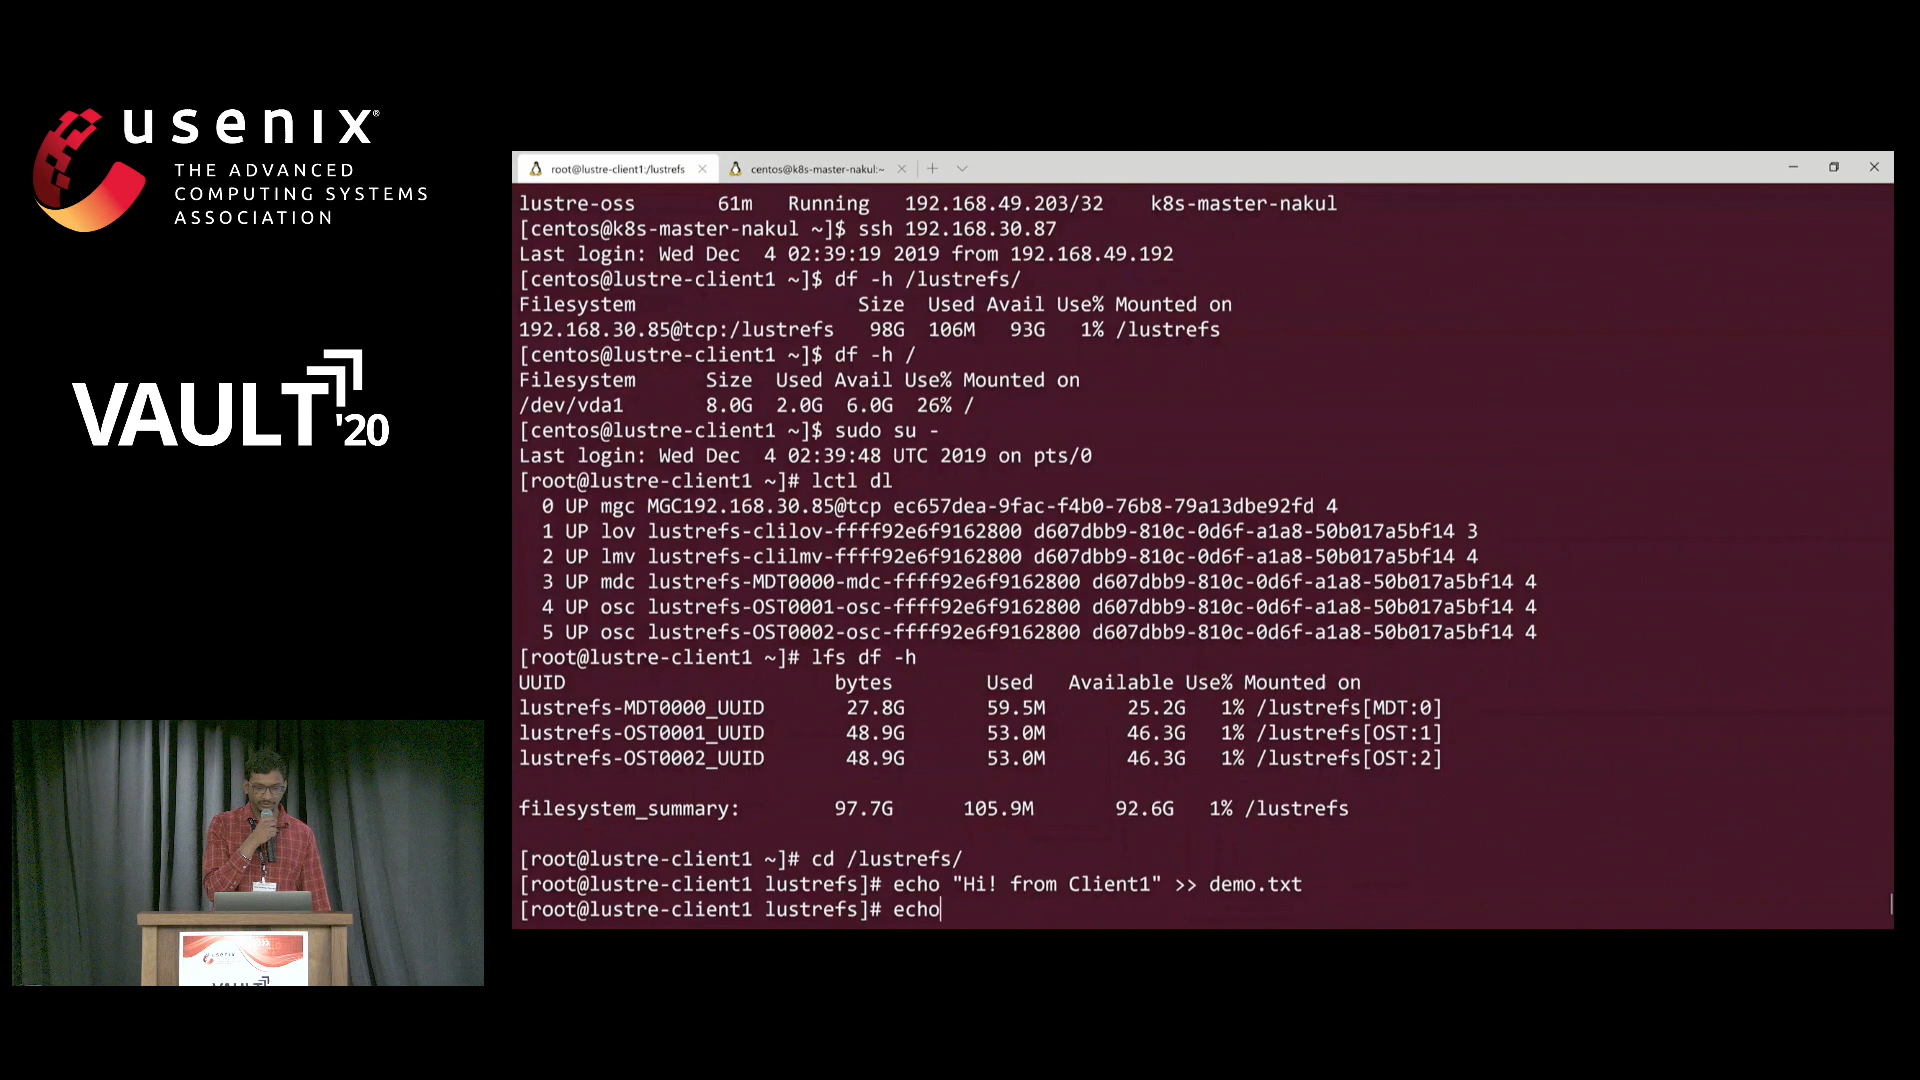 usenix®
THE ADVANCED
COMPUTING SYSTEMS
ASSOCIATION
VAULT '20
root@lustre-client1:/lustrefs
centos@k8s-master-nakul:~
lustre-oss 61m Running 192.168.49.203/32 k8s-master-nakul
[centos@k8s-master-nakul ~]$ ssh 192.168.30.87
Last login: Wed Dec 4 02:39:19 2019 from 192.168.49.192
[centos@lustre-client1 ~]$ df -h /lustrefs/
Filesystem Size Used Avail Use% Mounted on
192.168.30.85@tcp:/lustrefs 98G 106M 93G 1% /lustrefs
[centos@lustre-client1 ~]$ df -h /
Filesystem Size Used Avail Use% Mounted on
/dev/vda1 8.0G 2.0G 6.0G 26% /
[centos@lustre-client1 ~]$ sudo su -
Last login: Wed Dec 4 02:39:48 UTC 2019 on pts/0
[root@lustre-client1 ~]# lctl dl
0 UP mgc MGC192.168.30.85@tcp ec657dea-9fac-f4b0-76b8-79a13dbe92fd 4
1 UP lov lustrefs-clilov-ffff92e6f9162800 d607dbb9-810c-0d6f-a1a8-50b017a5bf14 3
2 UP lmv lustrefs-clilmv-ffff92e6f9162800 d607dbb9-810c-0d6f-a1a8-50b017a5bf14 4
3 UP mdc lustrefs-MDT0000-mdc-ffff92e6f9162800 d607dbb9-810c-0d6f-a1a8-50b017a5bf14 4
4 UP osc lustrefs-OST0001-osc-ffff92e6f9162800 d607dbb9-810c-0d6f-a1a8-50b017a5bf14 4
5 UP osc lustrefs-OST0002-osc-ffff92e6f9162800 d607dbb9-810c-0d6f-a1a8-50b017a5bf14 4
[root@lustre-client1 ~]# lfs df -h
UUID bytes Used Available Use% Mounted on
lustrefs-MDT0000_UUID 27.8G 59.5M 25.2G 1% /lustrefs[MDT:0]
lustrefs-OST0001_UUID 48.9G 53.0M 46.3G 1% /lustrefs[OST:1]
lustrefs-OST0002_UUID 48.9G 53.0M 46.3G 1% /lustrefs[OST:2]
filesystem_summary: 97.7G 105.9M 92.6G 1% /lustrefs
[root@lustre-client1 ~]# cd /lustrefs/
[root@lustre-client1 lustrefs]# echo "Hi! from Client1" >> demo.txt
[root@lustre-client1 lustrefs]# echo
usenix
VAULT